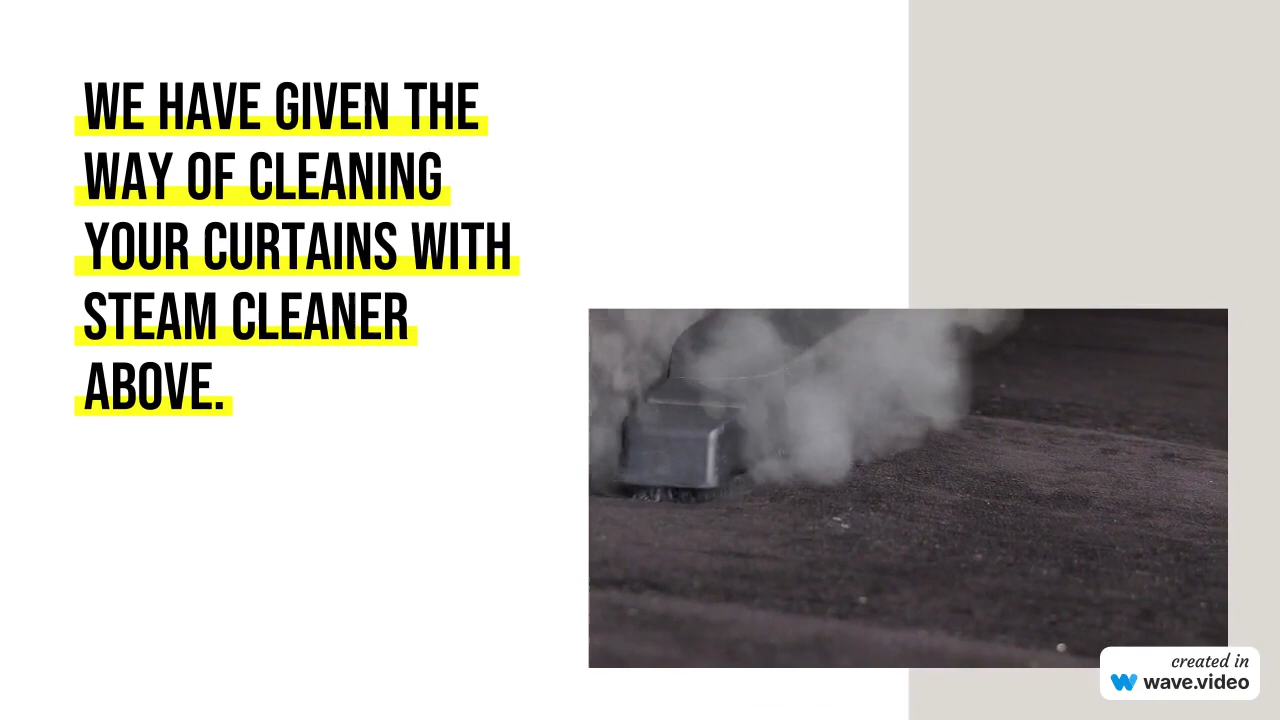 WE HAVE GIVEN THE
WAY OF CLEANING
YOUR CURTAINS WITH
STEAM CLEANER
ABOVE.
created in
wave.video